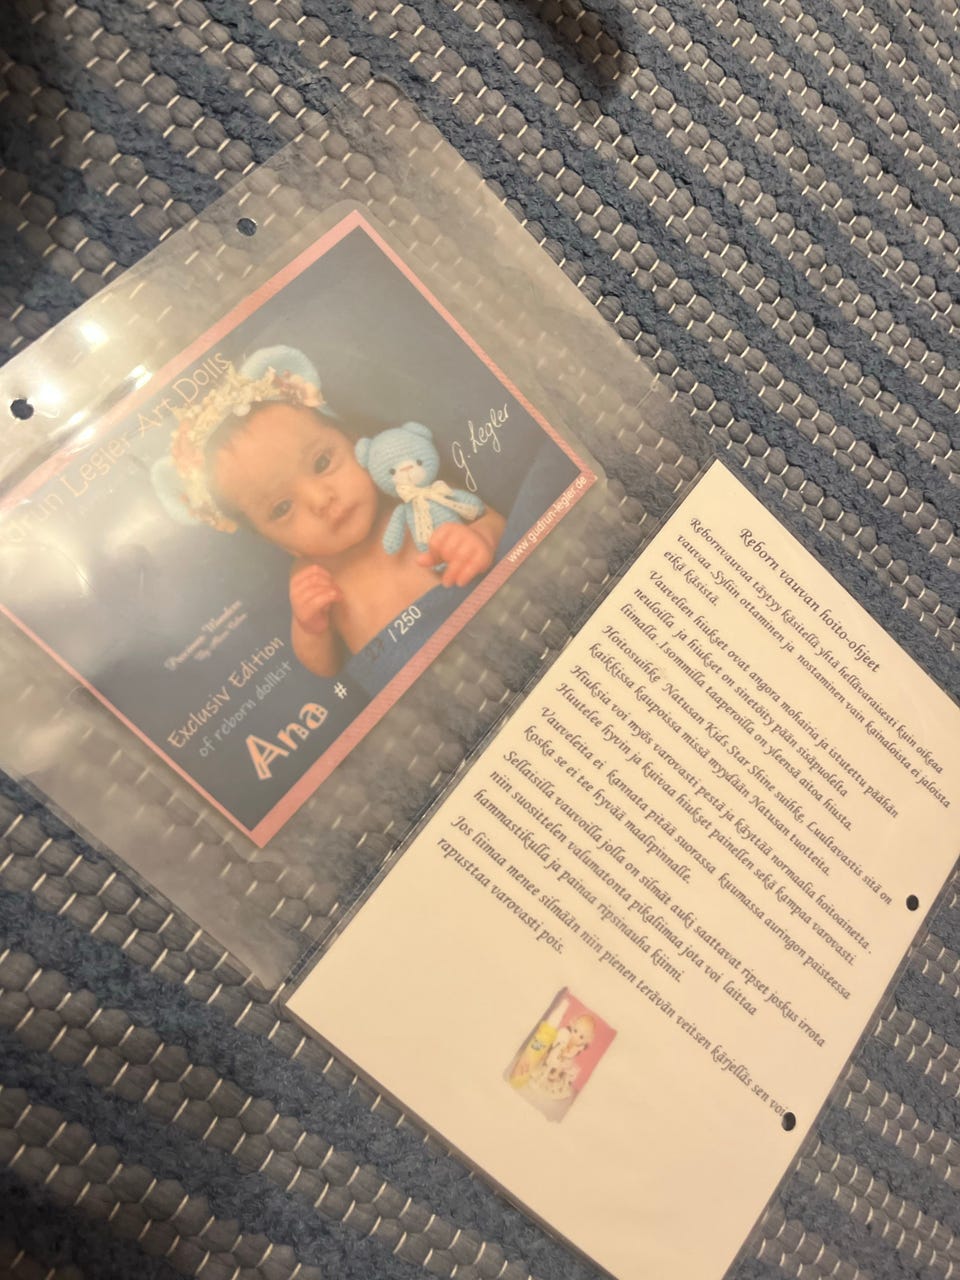 Gudrun Legler Art Dolls
G. Legler
www.gudrun-legler.de
Exclusiv Edition
of reborn dollkit
Ana # / 250
Reborn vauvan hoito-ohjeet
Rebornvauvaa täytyy käsitellä yhtä hellävaraisesti kuin oikeaa
vauvaa .Syliin ottaminen ja nostaminen vain kainaloista ei jaloista
eikä käsistä.
Vauvelien hiukset ovat angora mohairia ja istutettu päähän
neuloilla ja hiukset on sinetöity pään sisäpuolelta
liimalla. Isommilla taaperoilla on yleensä aitoa hiusta.
Hoitosuihke Natusan Kids Star Shine suihke, Luultavastis sitä on
kaikkissa kaupoissa missä myydään Natusan tuotteita.
Hiuksia voi myös varovasti pestä ja käyttää normaalia hoitoainetta .
Huutelee hyvin ja kuivaa hiukset painellen sekä kampaa varovasti.
Vauveleita ei kannata pitää suorassa kuumassa auringon paisteessa
koska se ei tee hyvää maalipinnalle.
Sellaisilla vauvoilla jolla on silmät auki saattavat ripset joskus irrota
niin suosittelen valumatonta pikaliimaa jota voi laittaa
hammastikulla ja painaa ripsinauha kiinni.
Jos liimaa menee silmään niin pienen terävän veitsen kärjelläs sen voi
rapusttaa varovasti pois.